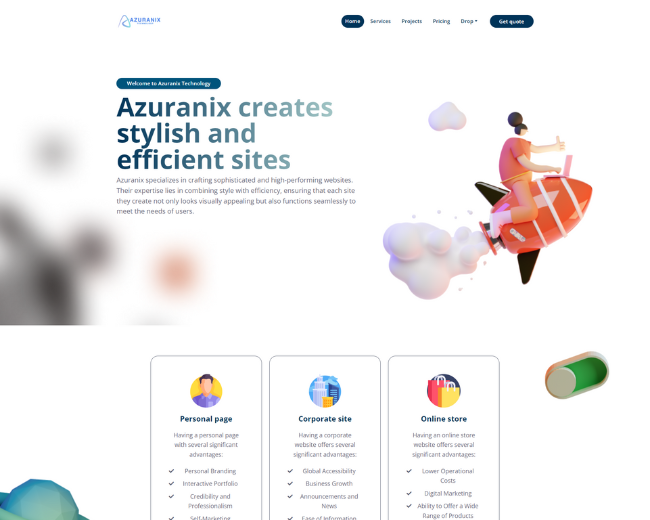 AZURANIX
Home Services Projects Pricing Drop Get quote
Welcome to Azuranix Technology
Azuranix creates
stylish and
efficient sites
Azuranix specializes in crafting sophisticated and high-performing websites.
Their expertise lies in combining style with efficiency, ensuring that each site
they create not only looks visually appealing but also functions seamlessly to
meet the needs of users.
Personal page
Having a personal page
with several significant
advantages:
Personal Branding
Interactive Portfolio
Credibility and
Professionalism
Self-Marketing
Corporate site
Having a corporate
website offers several
significant advantages:
Global Accessibility
Business Growth
Announcements and
News
Ease of Information
Online store
Having an online store
website offers several
significant advantages:
Lower Operational
Costs
Digital Marketing
Ability to Offer a Wide
Range of Products